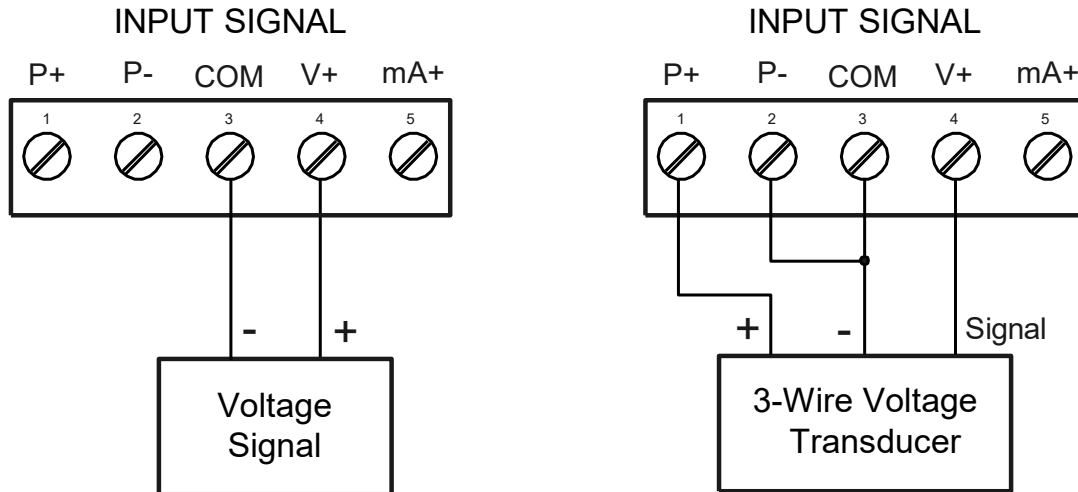 INPUT SIGNAL
P+ P- COM V+ mA+
1 2 3 4 5
- +
Voltage
Signal
INPUT SIGNAL
P+ P- COM V+ mA+
1 2 3 4 5
+ - Signal
3-Wire Voltage
Transducer